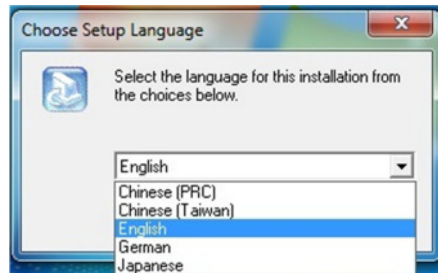 Choose Setup Language
Select the language for this installation from
the choices below.
English
Chinese (PRC)
Chinese (Taiwan)
English
German
Japanese